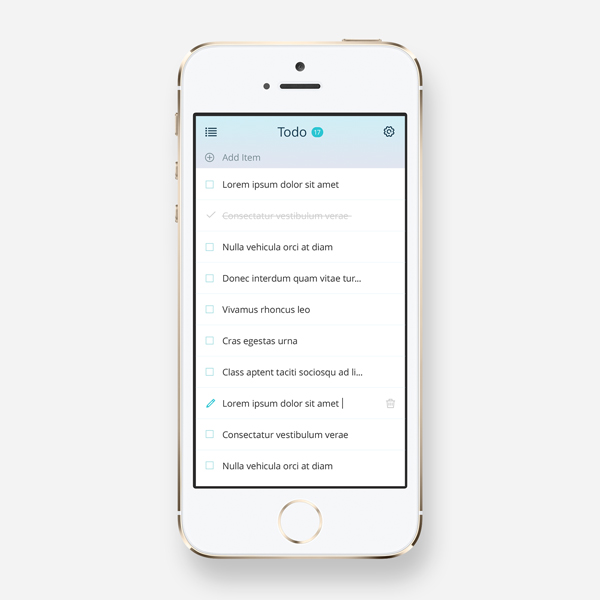 Todo 17
Add Item
Lorem ipsum dolor sit amet
Consectatur vestibulum verae
Nulla vehicula orci at diam
Donec interdum quam vitae tur...
Vivamus rhoncus leo
Cras egestas urna
Class aptent taciti sociosqu ad li...
Lorem ipsum dolor sit amet
Consectatur vestibulum verae
Nulla vehicula orci at diam